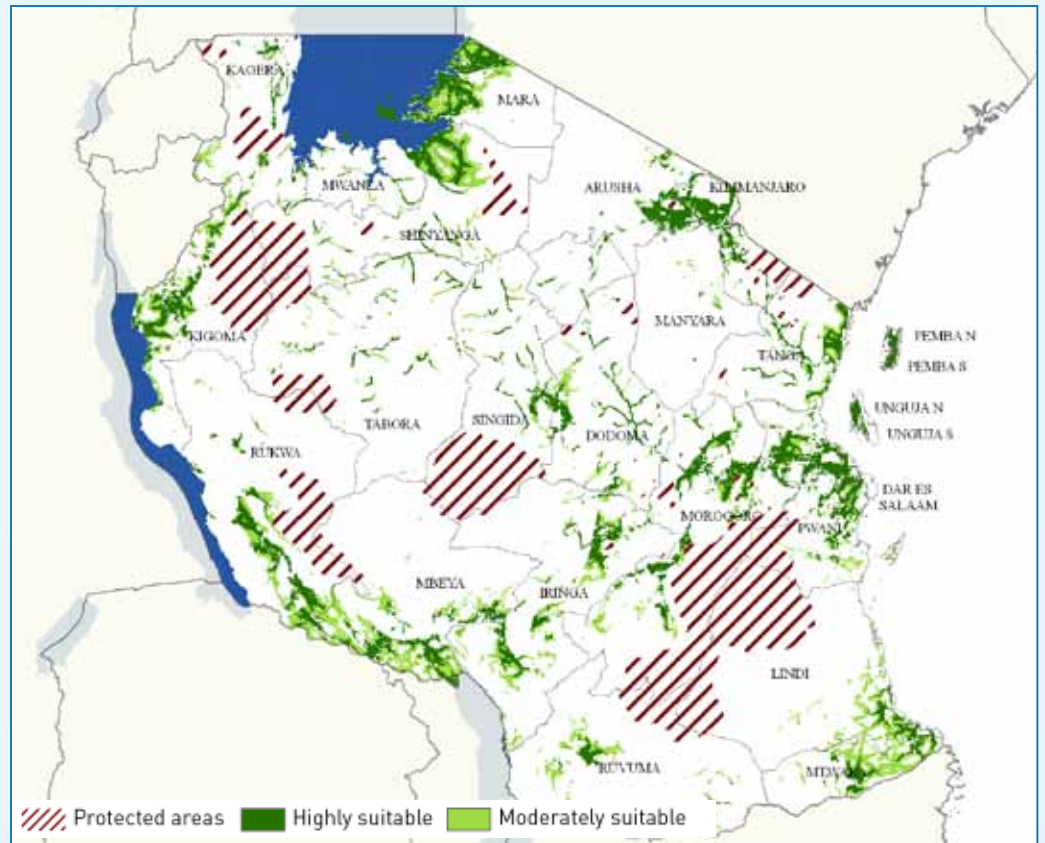 KAGERA
MARA
MWANZA
ARUSHA
KILIMANJARO
SHINYANGA
KIGOMA
MANYARA
TANGA
PEMBA N
PEMBA S
UNGUJA N
UNGUJA S
TABORA
SINGIDA
DODOMA
RUKWA
DAR ES
SALAAM
MOROGORO
PWANI
MBEYA
IRINGA
LINDI
RUVUMA
MTWARA
Protected areas
Highly suitable
Moderately suitable